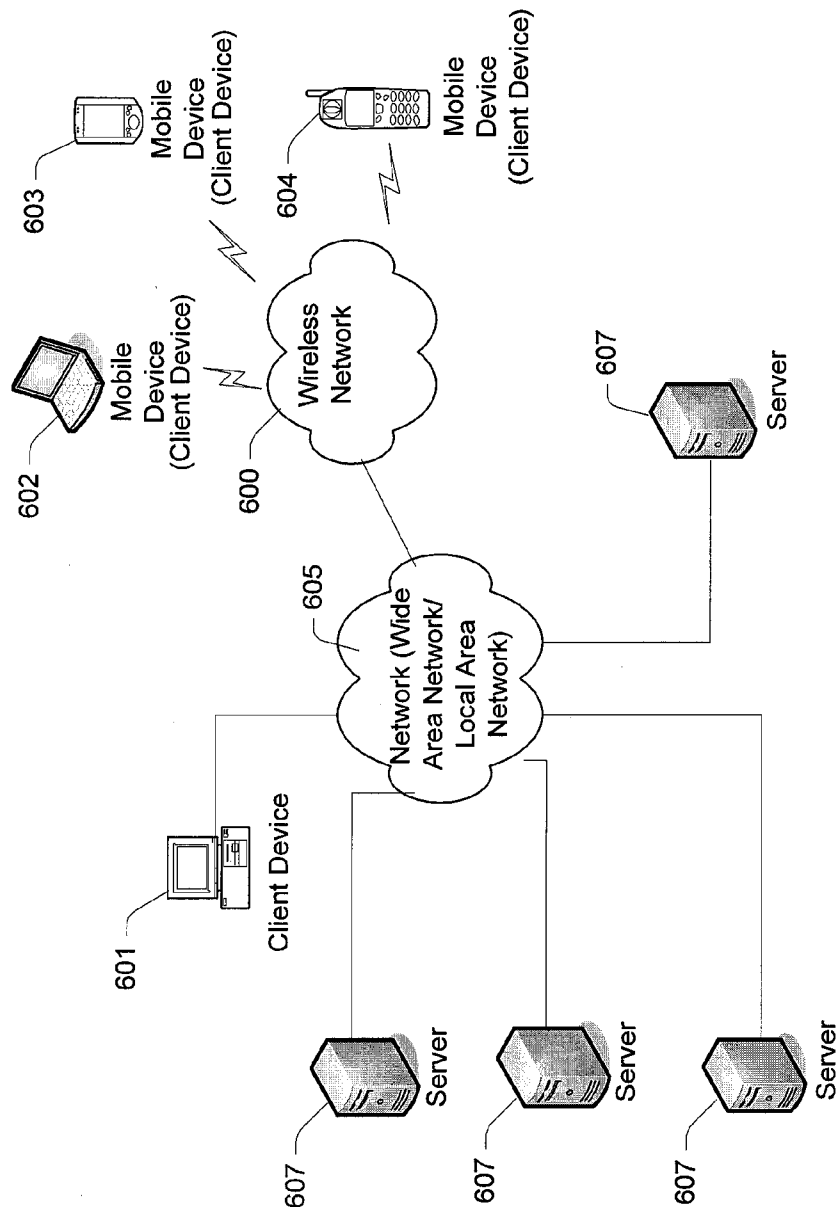 602
Mobile
Device
(Client Device)
603
Mobile
Device
(Client Device)
600
Wireless
Network
604
Mobile
Device
(Client Device)
601
Client Device
605
Network (Wide
Area Network/
Local Area
Network)
607
Server
607
Server
607
Server
607
Server